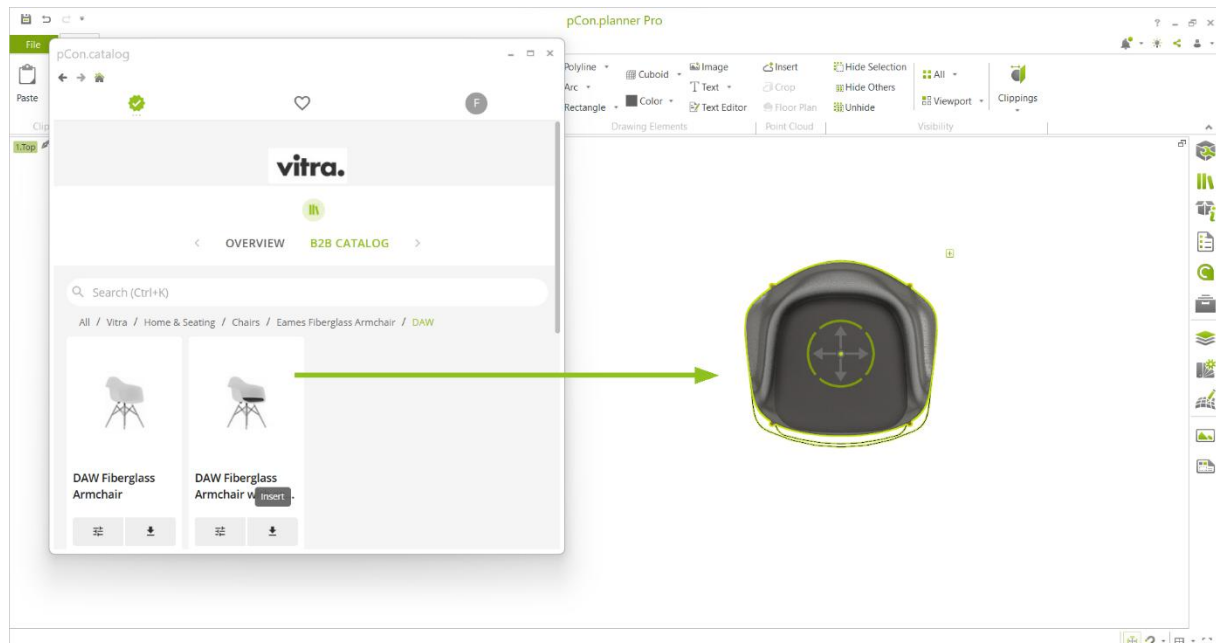 pCon.planner Pro
File
pCon.catalog
Paste
Polyline
Arc
Rectangle
Cuboid
Color
Image
Text
Text Editor
Insert
Crop
Floor Plan
Hide Selection
Hide Others
Unhide
All
Viewport
Clippings
Clip
Drawing Elements
Point Cloud
Visibility
1.Top
F
vitra.
OVERVIEW
B2B CATALOG
Search (Ctrl+K)
All / Vitra / Home & Seating / Chairs / Eames Fiberglass Armchair / DAW
DAW Fiberglass
Armchair
DAW Fiberglass
Armchair w
Insert